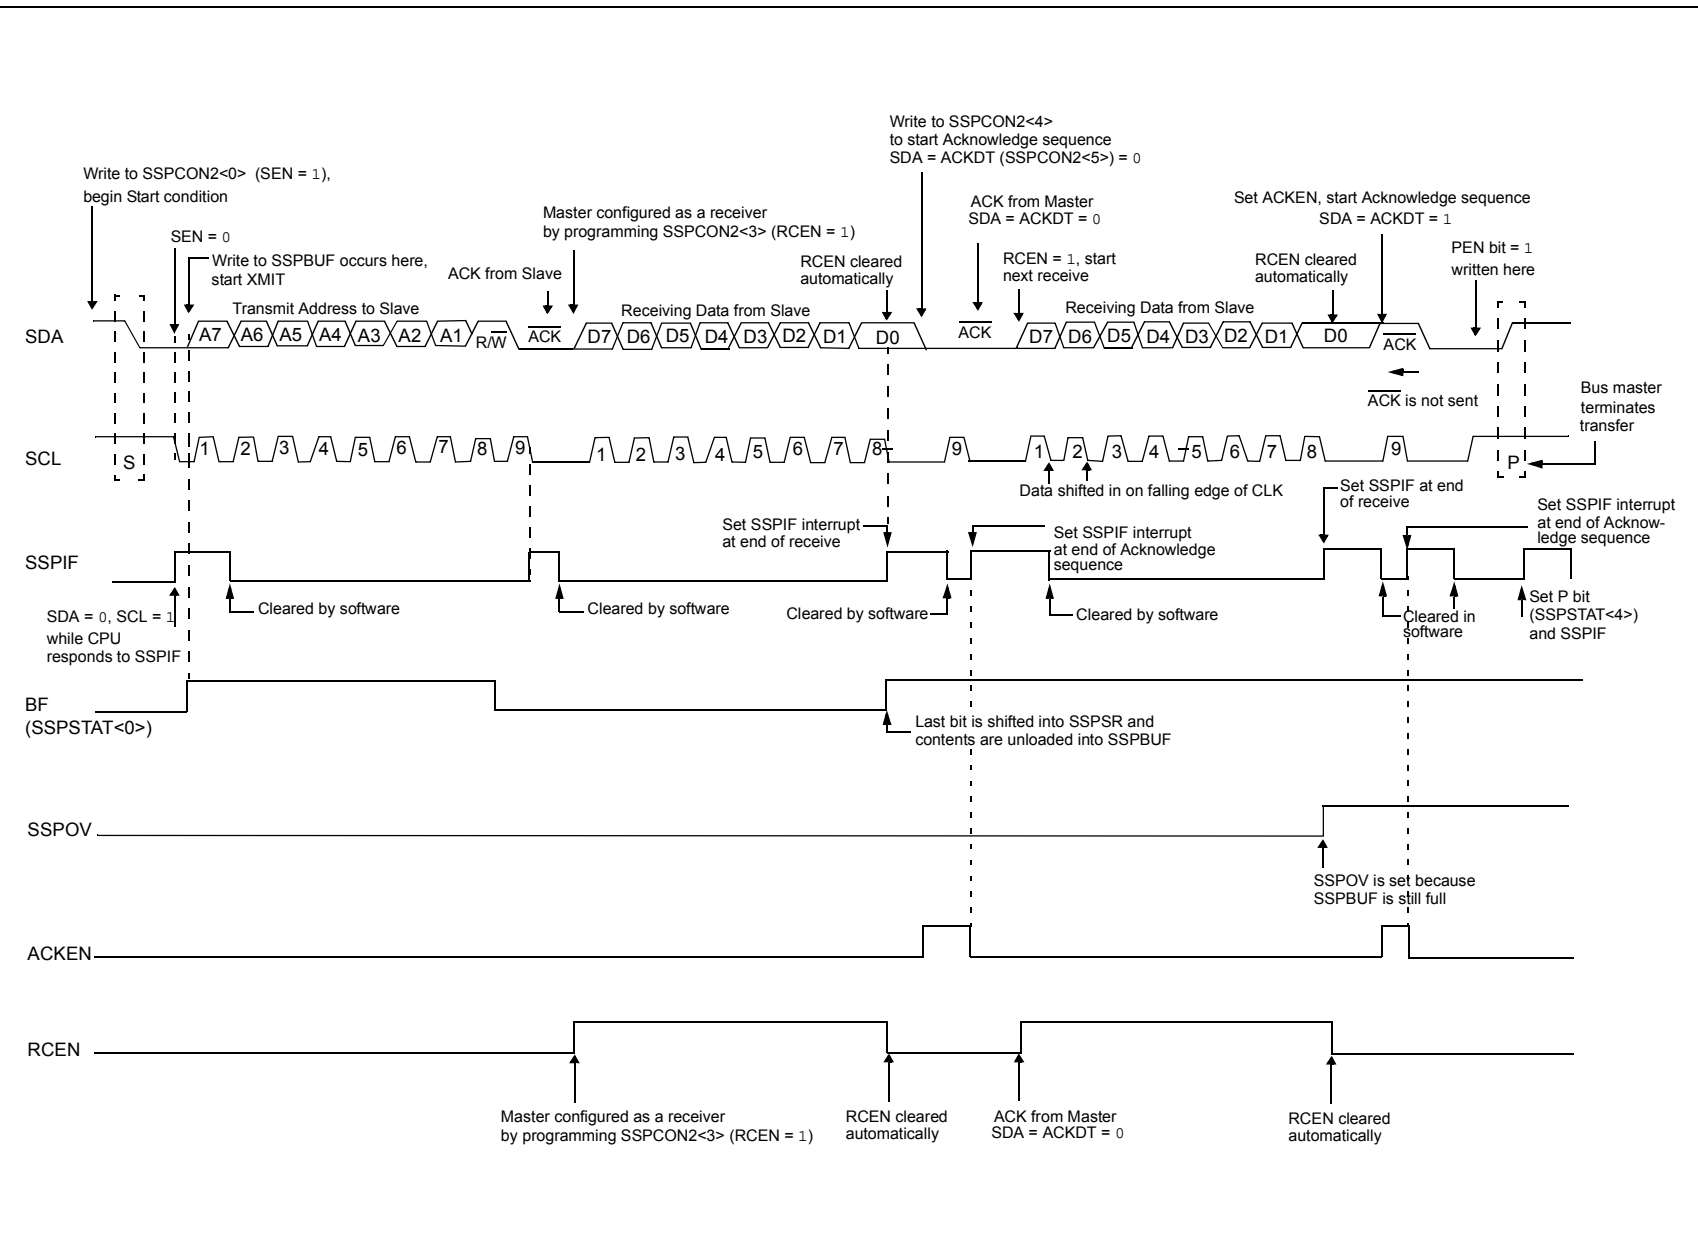 Write to SSPCON2<4>
to start Acknowledge sequence
SDA = ACKDT (SSPCON2<5>) = 0
Write to SSPCON2<0> (SEN = 1),
begin Start condition
ACK from Master
SDA = ACKDT = 0
Set ACKEN, start Acknowledge sequence
SDA = ACKDT = 1
Master configured as a receiver
by programming SSPCON2<3> (RCEN = 1)
SEN = 0
PEN bit = 1
written here
Write to SSPBUF occurs here,
start XMIT
ACK from Slave
RCEN cleared
automatically
RCEN = 1, start
next receive
RCEN cleared
automatically
Transmit Address to Slave
Receiving Data from Slave
Receiving Data from Slave
SDA A7 A6 A5 A4 A3 A2 A1 R/W ACK D7 D6 D5 D4 D3 D2 D1 D0 ACK D7 D6 D5 D4 D3 D2 D1 D0 ACK
ACK is not sent
Bus master
terminates
transfer
SCL S 1 2 3 4 5 6 7 8 9 1 2 3 4 5 6 7 8 9 1 2 3 4 5 6 7 8 9 P
Data shifted in on falling edge of CLK
Set SSPIF at end
of receive
Set SSPIF interrupt
at end of receive
Set SSPIF interrupt
at end of Acknowledge
sequence
Set SSPIF interrupt
at end of Acknow-
ledge sequence
SSPIF
SDA = 0, SCL = 1
while CPU
responds to SSPIF
Cleared by software
Cleared by software
Cleared by software
Cleared by software
Cleared in
software
Set P bit
(SSPSTAT<4>)
and SSPIF
BF
(SSPSTAT<0>)
Last bit is shifted into SSPSR and
contents are unloaded into SSPBUF
SSPOV
SSPOV is set because
SSPBUF is still full
ACKEN
RCEN
Master configured as a receiver
by programming SSPCON2<3> (RCEN = 1)
RCEN cleared
automatically
ACK from Master
SDA = ACKDT = 0
RCEN cleared
automatically